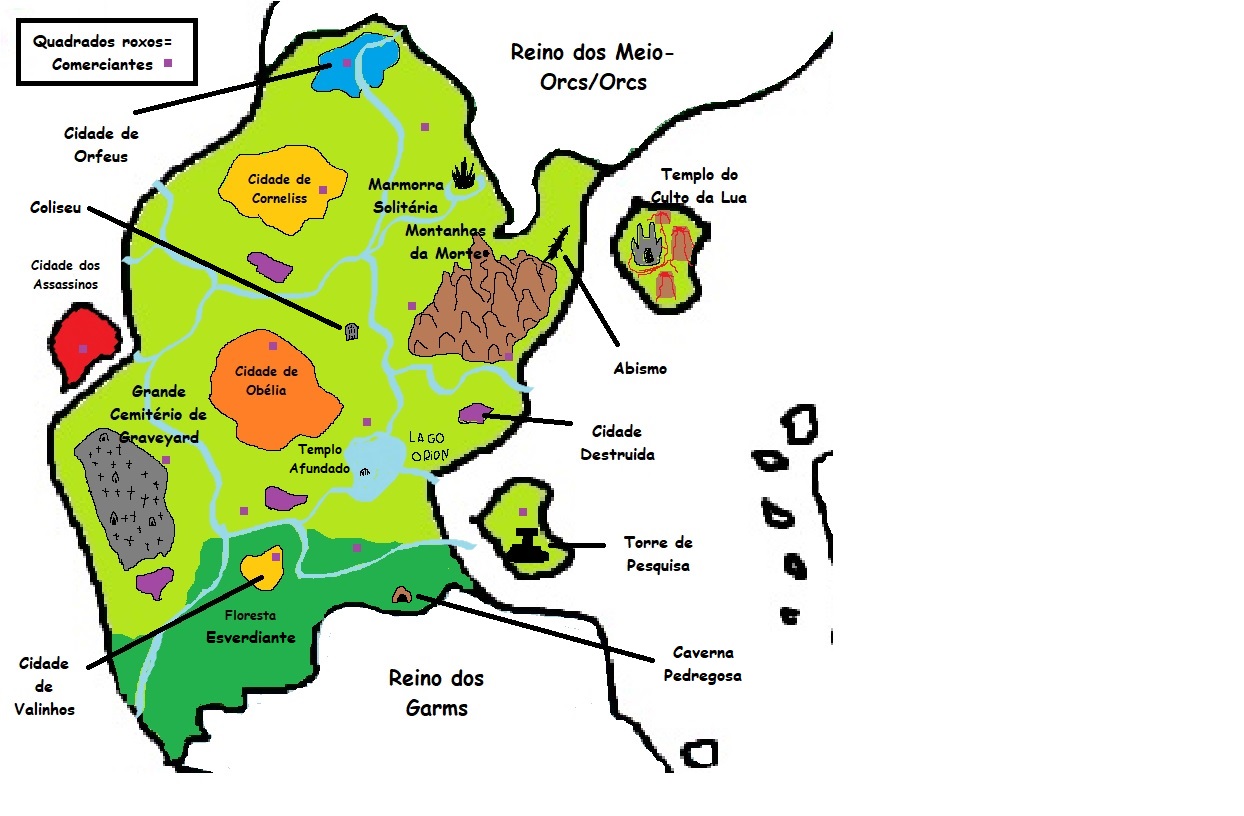 Quadrados roxos=
Comerciantes
Reino dos Meio-
Orcs/Orcs
Cidade de
Orfeus
Templo do
Culto da Lua
Cidade de
Corneliss
Marmorra
Solitária
Coliseu
Montanhas
da Morte
Cidade dos
Assassinos
Abismo
Cidade de
Obélia
Grande
Cemitério de
Graveyard
Cidade
Destruida
LAGO
ORION
Templo
Afundado
Torre de
Pesquisa
Floresta
Esverdiante
Caverna
Pedregosa
Cidade
de
Valinhos
Reino dos
Garms